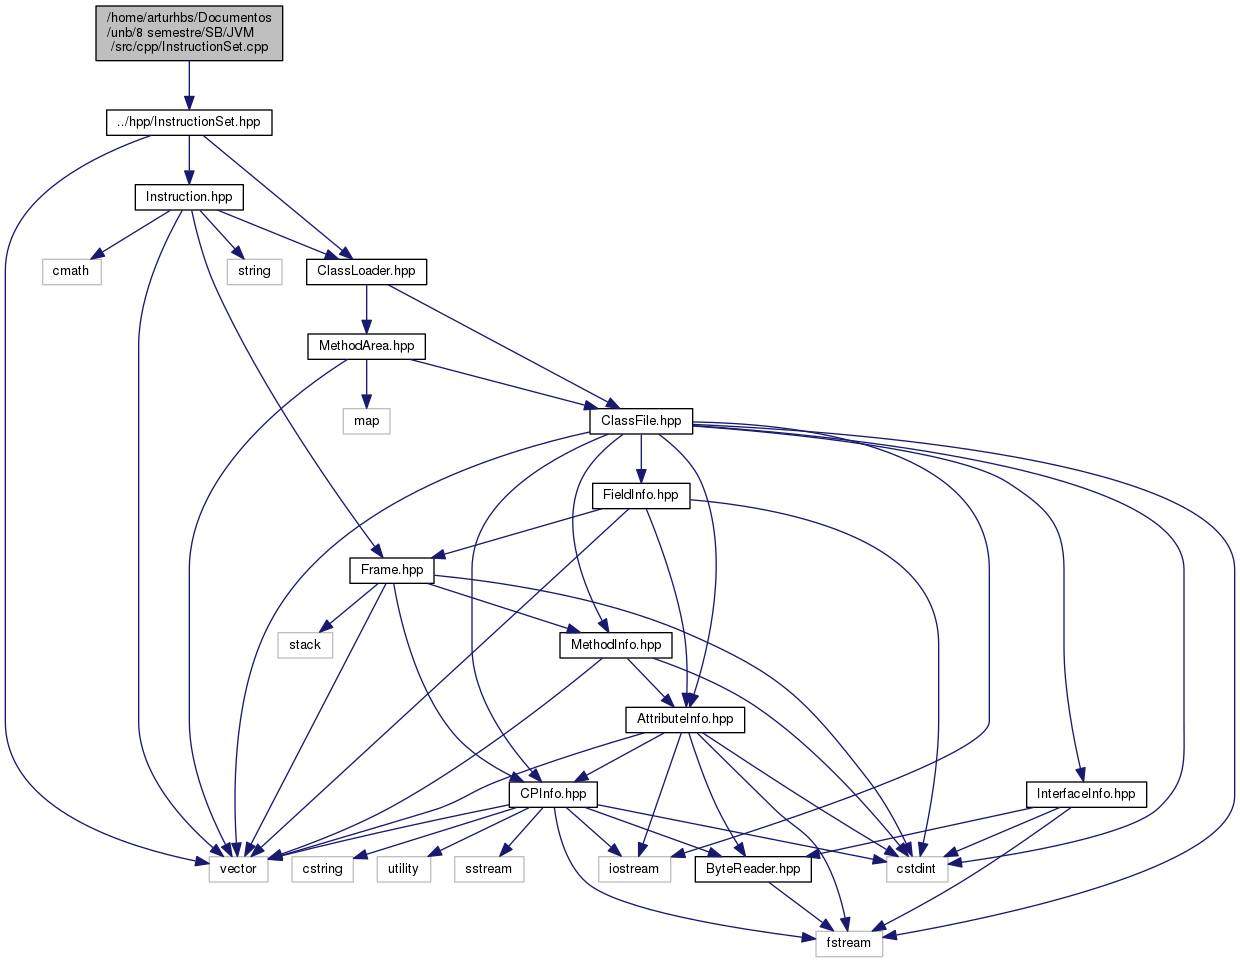 /home/arturhbs/Documentos
/unb/8 semestre/SB/JVM
/src/cpp/InstructionSet.cpp
../hpp/InstructionSet.hpp
Instruction.hpp
cmath
string
ClassLoader.hpp
MethodArea.hpp
map
ClassFile.hpp
FieldInfo.hpp
Frame.hpp
stack
MethodInfo.hpp
AttributeInfo.hpp
CPInfo.hpp
InterfaceInfo.hpp
vector
cstring
utility
sstream
iostream
ByteReader.hpp
cstdint
fstream